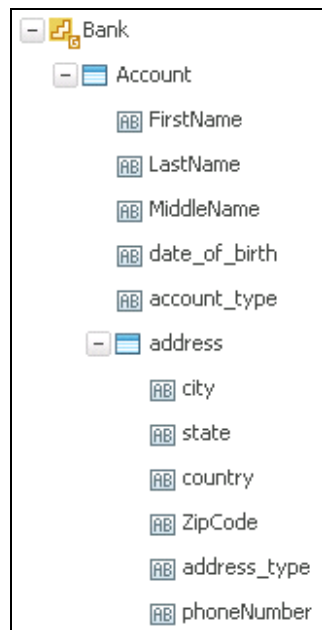 Bank
Account
FirstName
LastName
MiddleName
date_of_birth
account_type
address
city
state
country
ZipCode
address_type
phoneNumber